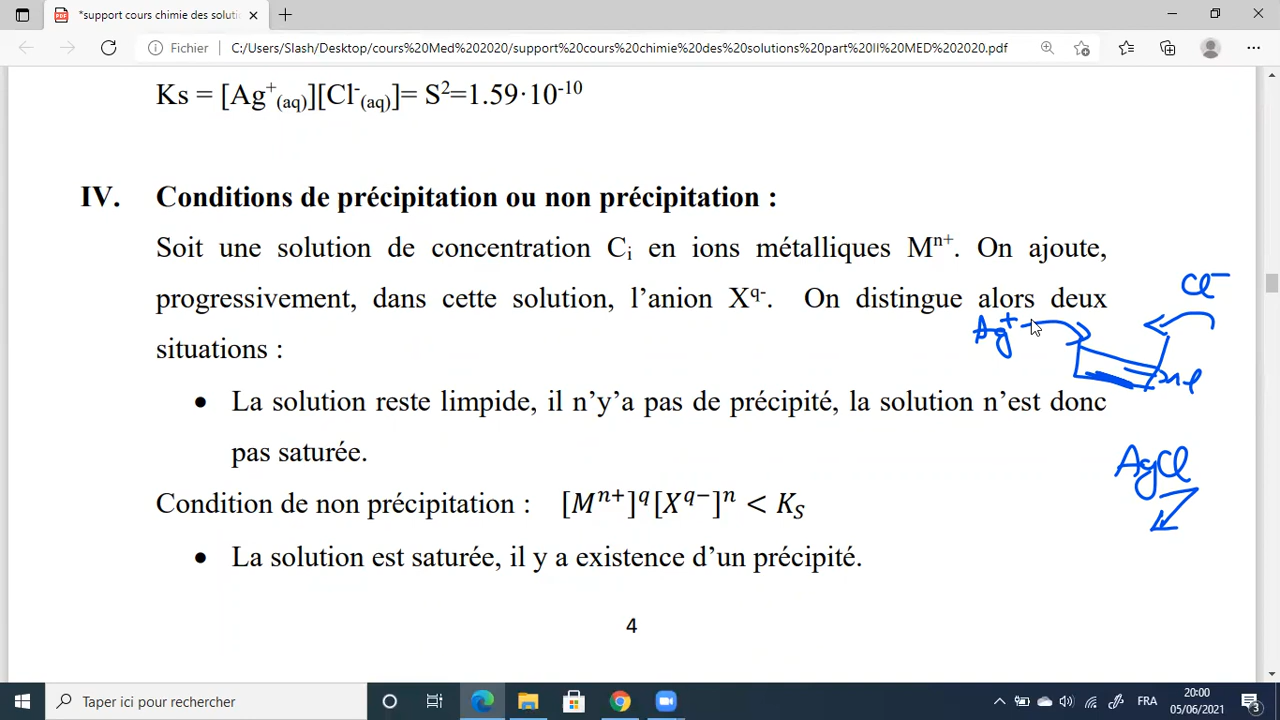 *support cours chimie des soluti
Fichier
C:/Users/Slash/Desktop/cours%20Med%202020/support%20cours%20chimie%20des%20solutions%20part%20II%20MED%202020.pdf
Ks = [Ag⁺(aq)][Cl⁻(aq)]= S²=1.59·10⁻¹⁰
IV. Conditions de précipitation ou non précipitation :
Soit une solution de concentration Cᵢ en ions métalliques Mⁿ⁺. On ajoute,
Cl⁻
progressivement, dans cette solution, l’anion X^q-. On distingue alors deux
Ag⁺
situations :
• La solution reste limpide, il n’y’a pas de précipité, la solution n’est donc
pas saturée.
AgCl
Condition de non précipitation : [Mⁿ⁺]^q [X^q−]ⁿ < K_S
• La solution est saturée, il y a existence d’un précipité.
4
Taper ici pour rechercher
FRA
20:00
05/06/2021
3